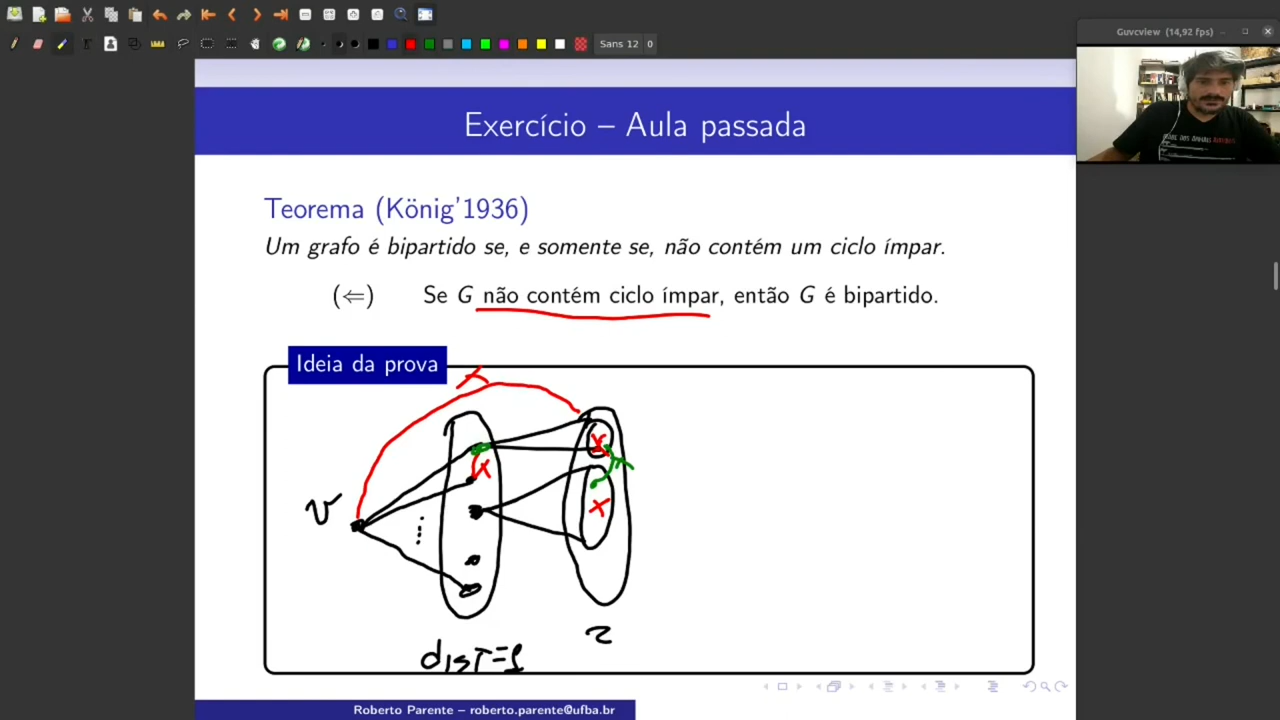 Sans 12 0
Guvcview (14,92 fps)
Exercício – Aula passada
Teorema (König'1936)
Um grafo é bipartido se, e somente se, não contém um ciclo ímpar.
(⇐) Se G não contém ciclo ímpar, então G é bipartido.
Ideia da prova
v
...
dist=1
2
Roberto Parente – roberto.parente@ufba.br